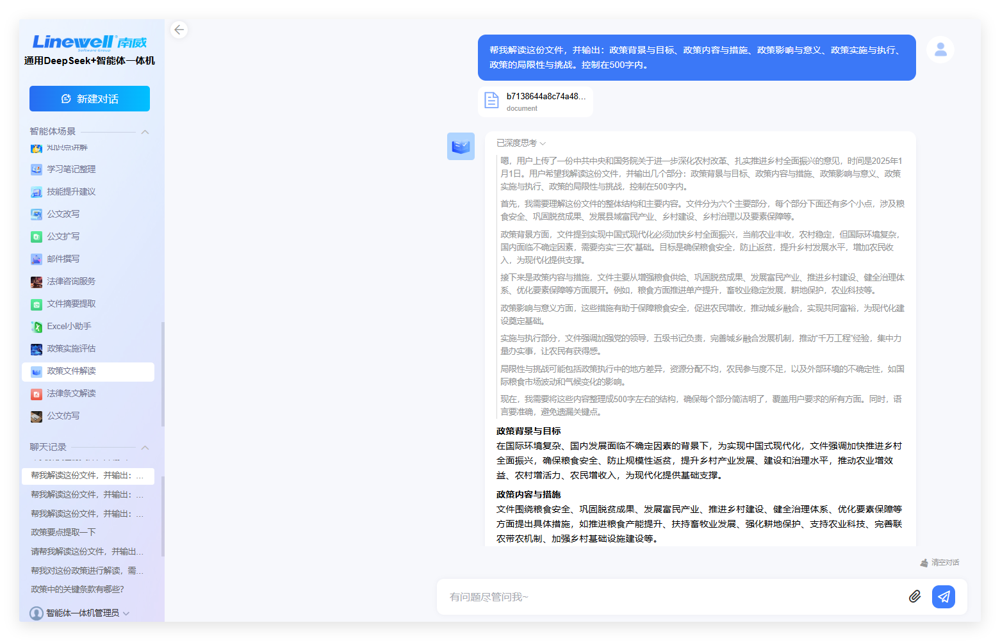 Linewell 南威
Software Group
通用DeepSeek+智能体一体机
新建对话
智能体场景
知识点讲解
学习笔记整理
技能提升建议
公文改写
公文扩写
邮件撰写
法律咨询服务
文件摘要提取
Excel小助手
政策实施评估
政策文件解读
法律条文解读
公文仿写
聊天记录
帮我解读这份文件，并输出：...
帮我解读这份文件，并输出：...
帮我解读这份文件，并输出：...
政策要点提取一下
请帮我解读这份文件，并输出...
帮我对这份政策进行解读，需...
政策中的关键条款有哪些？
智能体一体机管理员
帮我解读这份文件，并输出：政策背景与目标、政策内容与措施、政策影响与意义、政策实施与执行、
政策的局限性与挑战。控制在500字内。
b7138644a8c74a48...
document
已深度思考
嗯，用户上传了一份中共中央和国务院关于进一步深化农村改革、扎实推进乡村全面振兴的意见，时间是2025年1
月1日。用户希望我解读这份文件，并输出几个部分：政策背景与目标、政策内容与措施、政策影响与意义、政策
实施与执行、政策的局限性与挑战，控制在500字内。
首先，我需要理解这份文件的整体结构和主要内容。文件分为六个主要部分，每个部分下面还有多个小点，涉及粮
食安全、巩固脱贫成果、发展县域富民产业、乡村建设、乡村治理以及要素保障等。
政策背景方面，文件提到实现中国式现代化必须加快乡村全面振兴，当前农业丰收，农村稳定，但国际环境复杂，
国内面临不确定因素，需要夯实“三农”基础。目标是确保粮食安全，防止返贫，提升乡村发展水平，增加农民收
入，为现代化提供支撑。
接下来是政策内容与措施，文件主要从增强粮食供给、巩固脱贫成果、发展富民产业、推进乡村建设、健全治理体
系、优化要素保障等方面展开。例如，粮食方面推进单产提升，畜牧业稳定发展，耕地保护，农业科技等。
政策影响与意义方面，这些措施有助于保障粮食安全，促进农民增收，推动城乡融合，实现共同富裕，为现代化建
设奠定基础。
实施与执行部分，文件强调加强党的领导，五级书记负责，完善城乡融合发展机制，推动“千万工程”经验，集中力
量办实事，让农民有获得感。
局限性与挑战可能包括政策执行中的地方差异，资源分配不均，农民参与度不足，以及外部环境的不确定性，如国
际粮食市场波动和气候变化的影响。
现在，我需要将这些内容整理成500字左右的结构，确保每个部分简洁明了，覆盖用户要求的所有方面。同时，语
言要准确，避免遗漏关键点。
政策背景与目标
在国际环境复杂、国内发展面临不确定因素的背景下，为实现中国式现代化，文件强调加快推进乡村
全面振兴，确保粮食安全、防止规模性返贫，提升乡村产业发展、建设和治理水平，推动农业增效
益、农村增活力、农民增收入，为现代化提供基础支撑。
政策内容与措施
文件围绕粮食安全、巩固脱贫成果、发展富民产业、推进乡村建设、健全治理体系、优化要素保障等
方面提出具体措施，如推进粮食产能提升、扶持畜牧业发展、强化耕地保护、支持农业科技、完善联
农带农机制、加强乡村基础设施建设等。
清空对话
有问题尽管问我~